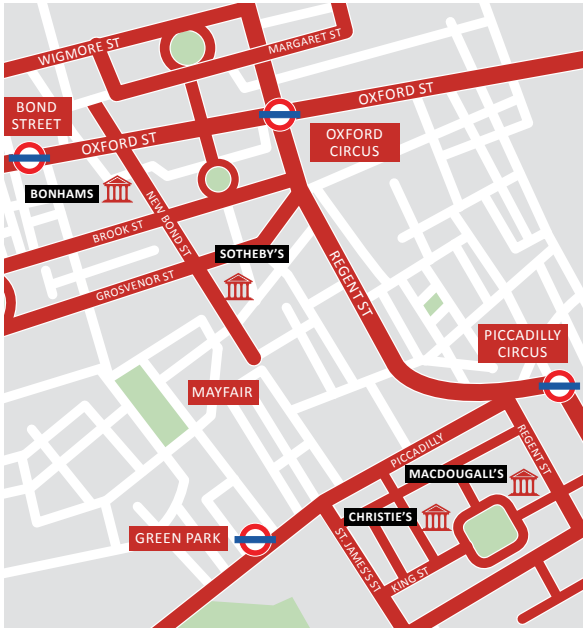 WIGMORE ST
MARGARET ST
BOND
STREET
OXFORD ST
OXFORD ST
OXFORD
CIRCUS
BONHAMS
NEW BOND ST
BROOK ST
SOTHEBY'S
GROSVENOR ST
REGENT ST
PICCADILLY
CIRCUS
MAYFAIR
PICCADILLY
REGENT ST
MACDOUGALL'S
CHRISTIE'S
GREEN PARK
ST. JAMES'S ST
KING ST